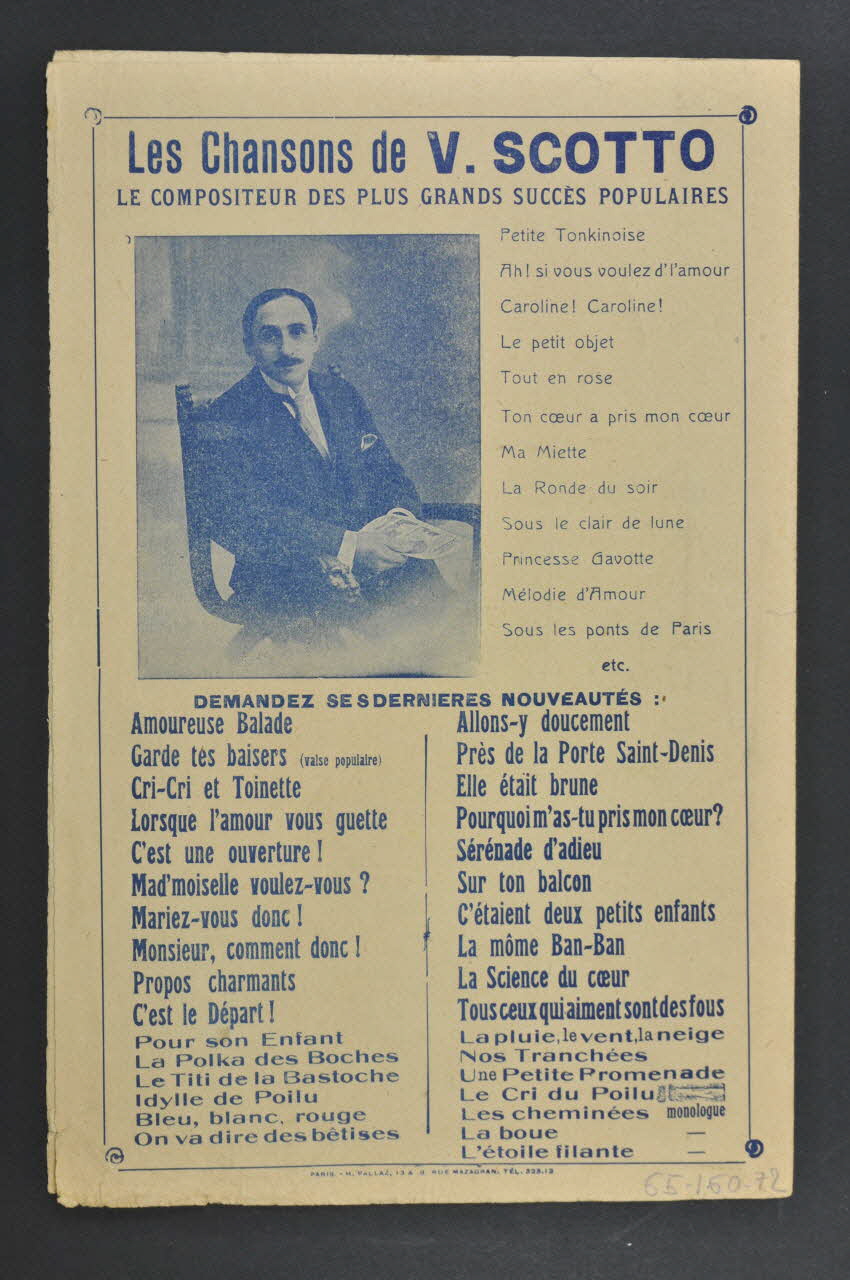 Les Chansons de V. SCOTTO
LE COMPOSITEUR DES PLUS GRANDS SUCCÈS POPULAIRES
Petite Tonkinoise
Ah! si vous voulez d'l'amour
Caroline! Caroline!
Le petit objet
Tout en rose
Ton cœur a pris mon cœur
Ma Miette
La Ronde du soir
Sous le clair de lune
Princesse Gavotte
Mélodie d'Amour
Sous les ponts de Paris
etc.
DEMANDEZ SES DERNIERES NOUVEAUTÉS :
Amoureuse Balade
Garde tes baisers (valse populaire)
Cri-Cri et Toinette
Lorsque l'amour vous guette
C'est une ouverture !
Mad'moiselle voulez-vous ?
Mariez-vous donc !
Monsieur, comment donc !
Propos charmants
C'est le Départ !
Pour son Enfant
La Polka des Boches
Le Titi de la Bastoche
Idylle de Poilu
Bleu, blanc, rouge
On va dire des bêtises
Allons-y doucement
Près de la Porte Saint-Denis
Elle était brune
Pourquoi m'as-tu pris mon cœur?
Sérénade d'adieu
Sur ton balcon
C'étaient deux petits enfants
La môme Ban-Ban
La Science du cœur
Tous ceux qui aiment sont des fous
La pluie, le vent, la neige
Nos Tranchées
Une Petite Promenade
Le Cri du Poilu
Les cheminées monologue
La boue —
L'étoile filante —
PARIS. - H. VALLAZ, 13 & RUE MAZAGRAN. TÉL. 323.13
65-160-72